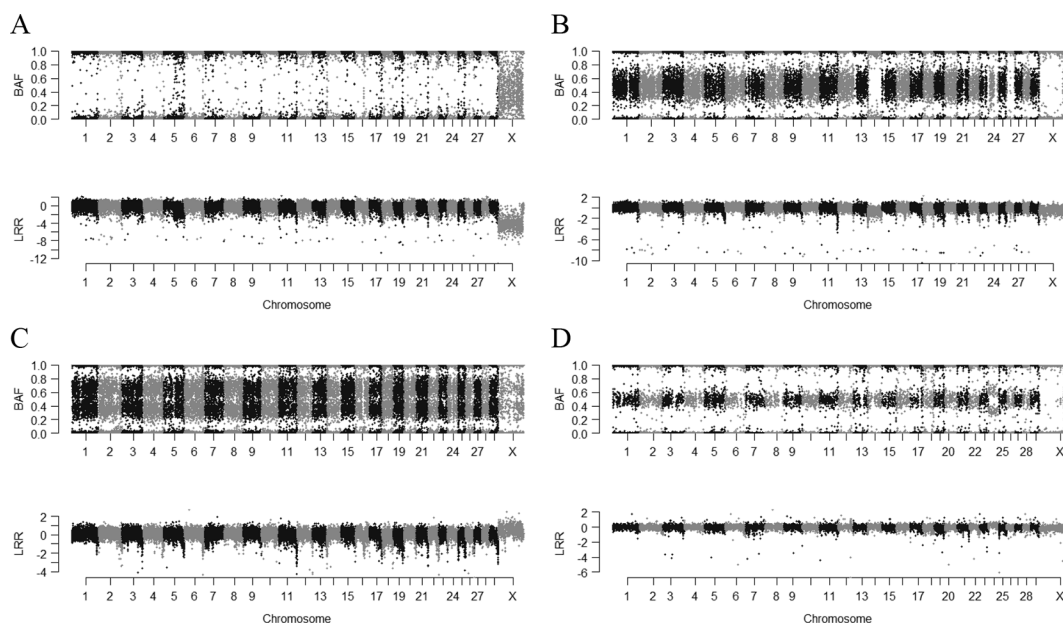 A
1.0
0.8
0.6
0.4
0.2
0.0
BAF
1 2 3 4 5 6 7 8 9 11 13 15 17 19 21 24 27 X
0
-4
-8
-12
LRR
1 2 3 4 5 6 7 8 9 11 13 15 17 19 21 24 27 X
Chromosome
B
1.0
0.8
0.6
0.4
0.2
0.0
BAF
1 2 3 4 5 6 7 8 9 11 13 15 17 19 21 24 27 X
2
-2
-6
-10
LRR
1 2 3 4 5 6 7 8 9 11 13 15 17 19 21 24 27 X
Chromosome
C
1.0
0.8
0.6
0.4
0.2
0.0
BAF
1 2 3 4 5 6 7 8 9 11 13 15 17 19 21 24 27 X
2
0
-2
-4
LRR
1 2 3 4 5 6 7 8 9 11 13 15 17 19 21 24 27 X
Chromosome
D
1.0
0.8
0.6
0.4
0.2
0.0
BAF
1 2 3 4 5 6 7 8 9 11 13 15 16 18 20 22 25 28 X
2
0
-2
-4
-6
LRR
1 2 3 4 5 6 7 8 9 11 13 15 16 18 20 22 25 28 X
Chromosome